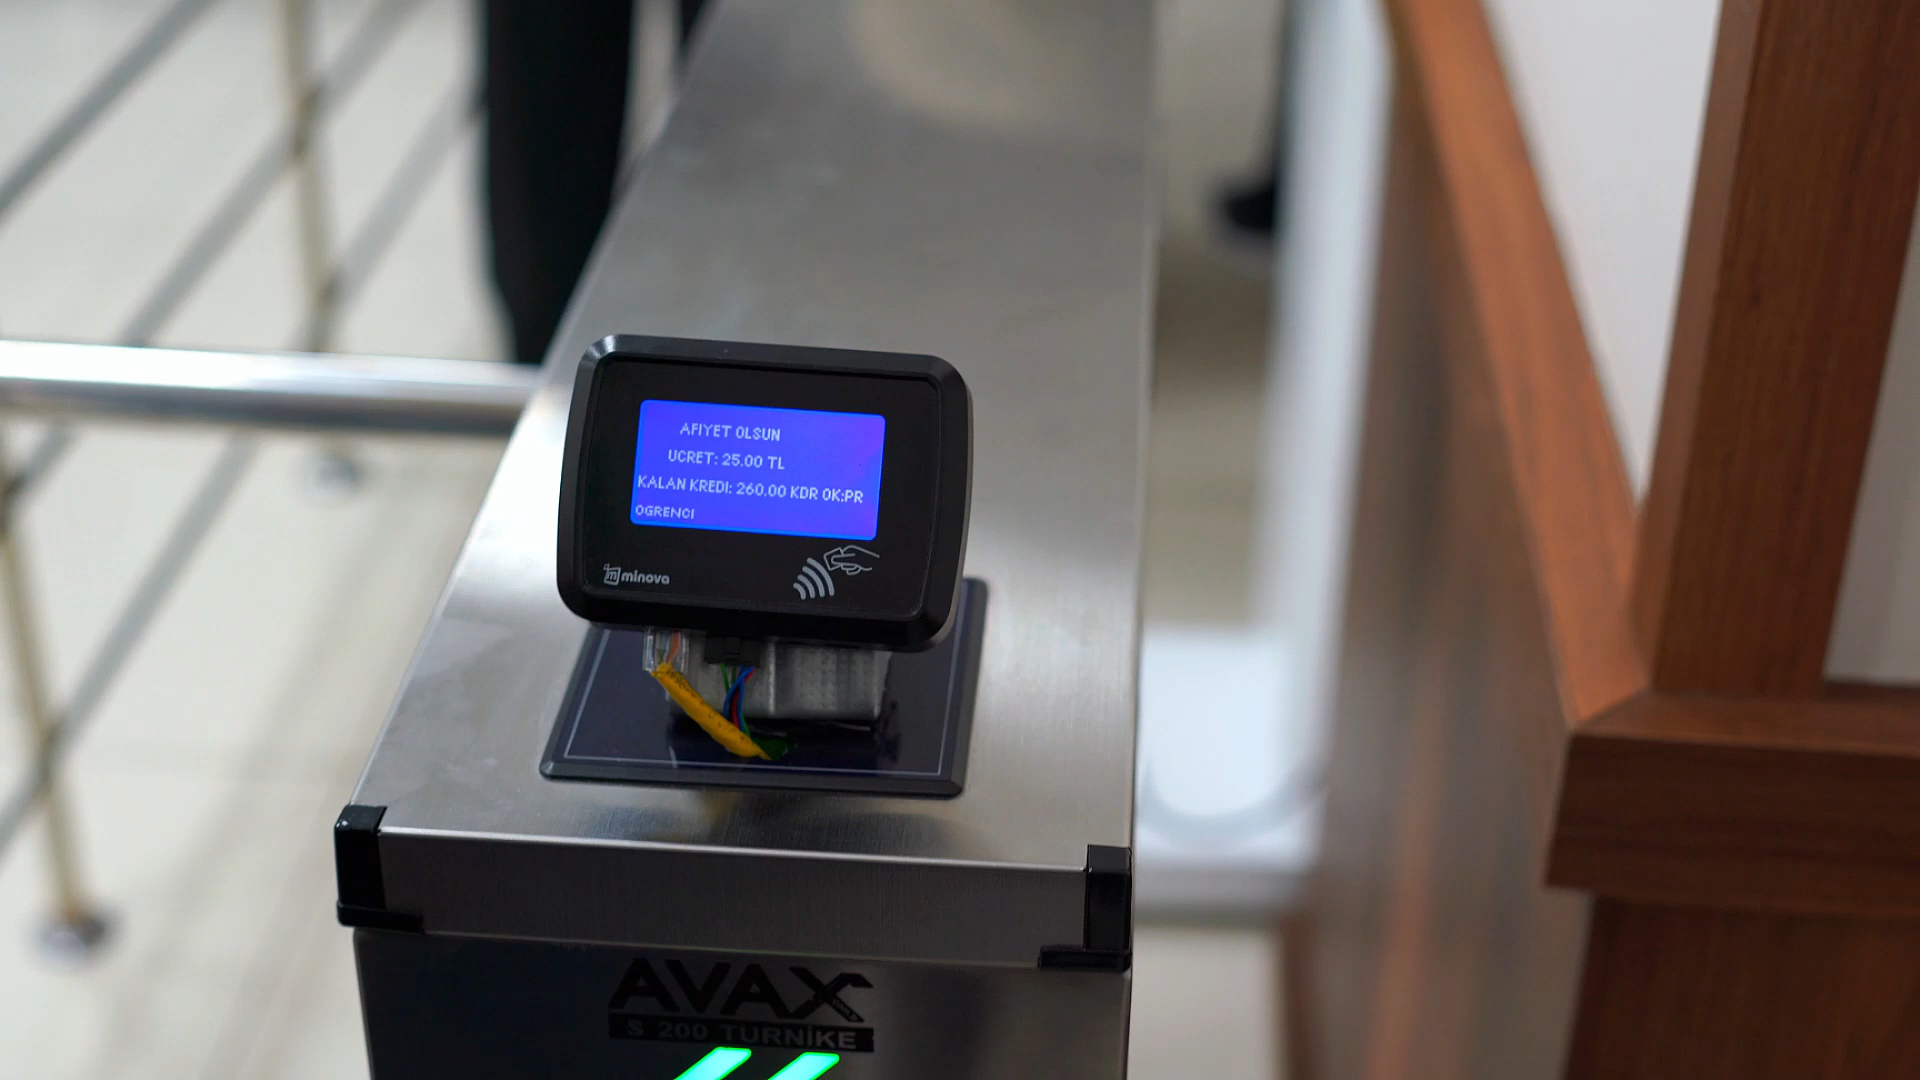 AFIYET OLSUN
UCRET: 25.00 TL
KALAN KREDI: 260.00 KDR OK:PR
OGRENCI
minova
AVAX
S 200 TURNİKE